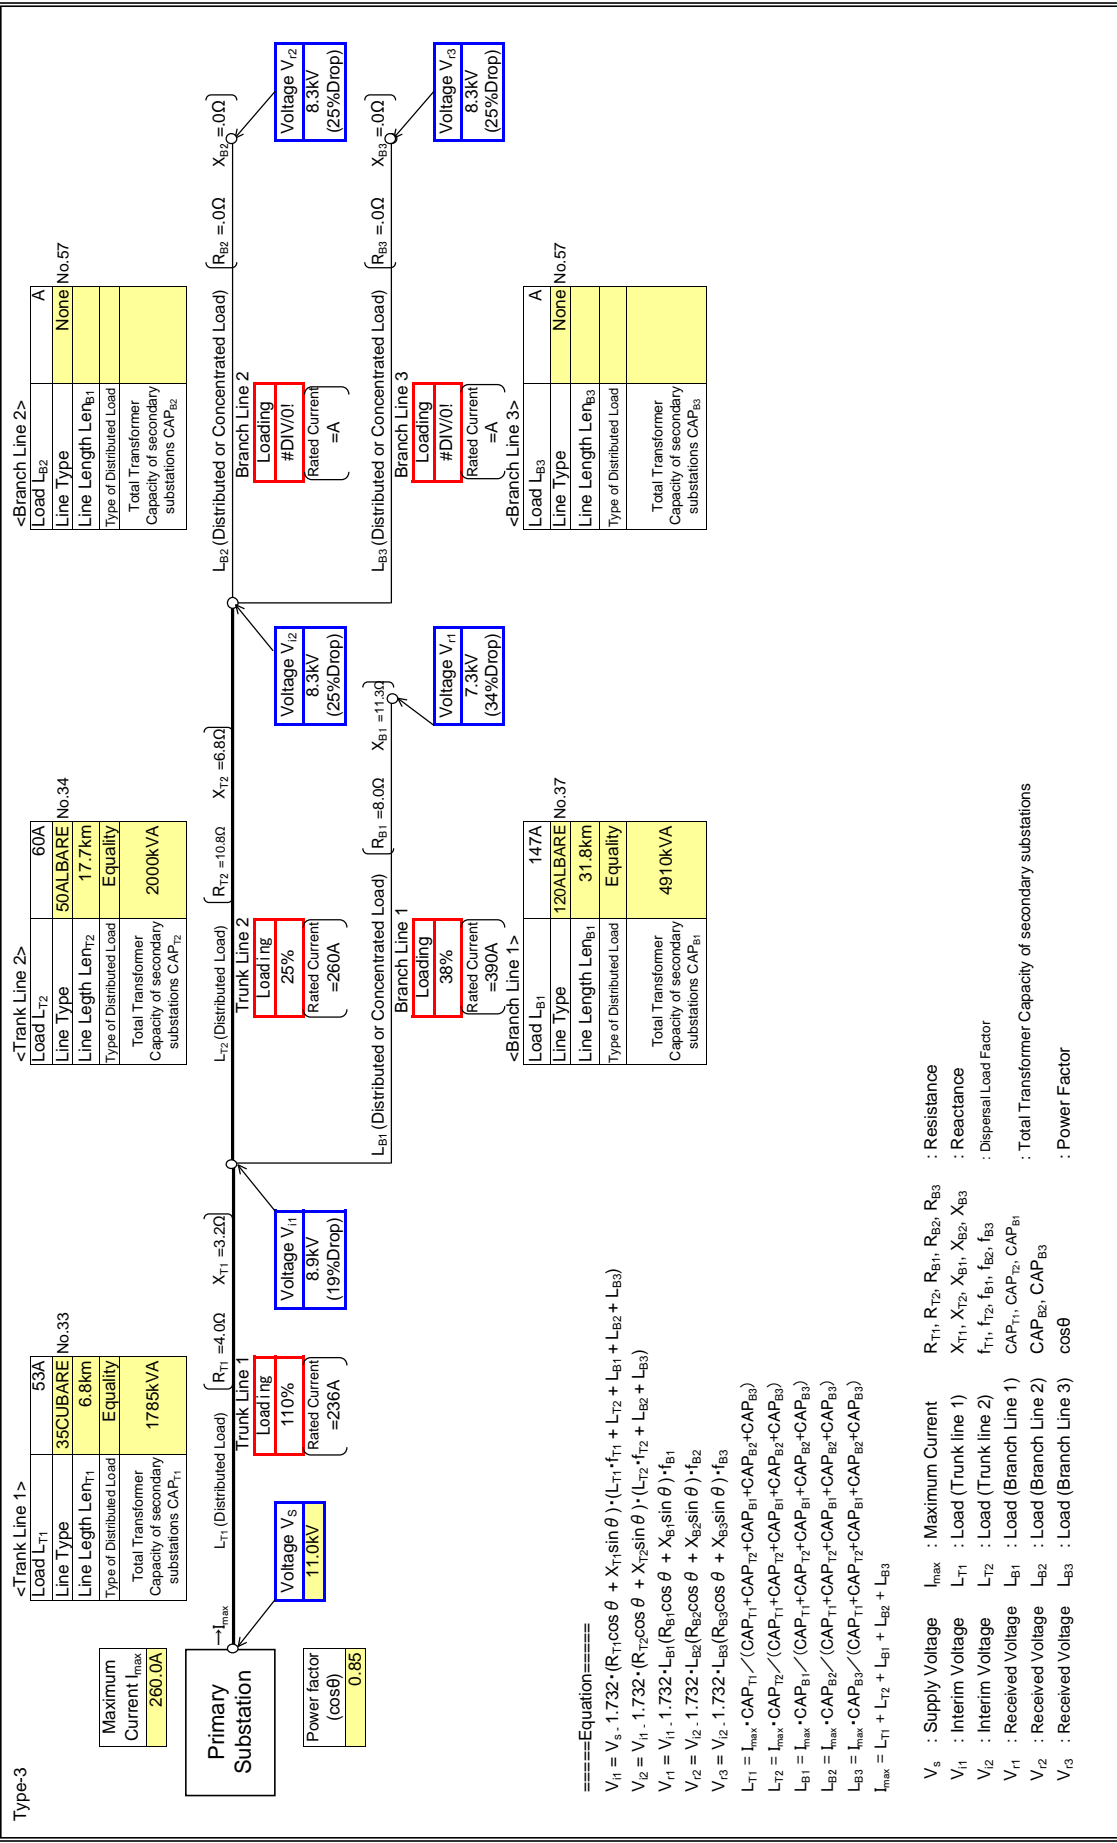 Type-3
Maximum
Current Imax
260.0A
Primary
Substation
Power factor
(cosθ)
0.85
→Imax
Voltage VS
11.0kV
<Trank Line 1>
Load LT1 53A
Line Type 35CUBARE No.33
Line Legth LenT1 6.8km
Type of Distributed Load Equality
Total Transformer
Capacity of secondary
substations CAPT1
1785kVA
LT1 (Distributed Load)
RT1 =4.0Ω XT1 =3.2Ω
Trunk Line 1
Loading
110%
Rated Current
=236A
Voltage Vi1
8.9kV
(19%Drop)
<Trank Line 2>
Load LT2 60A
Line Type 50ALBARE No.34
Line Legth LenT2 17.7km
Type of Distributed Load Equality
Total Transformer
Capacity of secondary
substations CAPT2
2000kVA
LT2 (Distributed Load)
RT2 =10.8Ω XT2 =6.8Ω
Trunk Line 2
Loading
25%
Rated Current
=260A
Voltage Vi2
8.3kV
(25%Drop)
LB1 (Distributed or Concentrated Load)
RB1 =8.0Ω XB1 =11.3Ω
Branch Line 1
Loading
38%
Rated Current
=390A
Voltage Vr1
7.3kV
(34%Drop)
<Branch Line 1>
Load LB1 147A
Line Type 120ALBARE No.37
Line Length LenB1 31.8km
Type of Distributed Load Equality
Total Transformer
Capacity of secondary
substations CAPB1
4910kVA
<Branch Line 2>
Load LB2 A
Line Type None No.57
Line Length LenB1
Type of Distributed Load
Total Transformer
Capacity of secondary
substations CAPB2
LB2 (Distributed or Concentrated Load)
RB2 =.0Ω XB2 =.0Ω
Branch Line 2
Loading
#DIV/0!
Rated Current
=A
Voltage Vr2
8.3kV
(25%Drop)
LB3 (Distributed or Concentrated Load)
RB3 =.0Ω XB3 =.0Ω
Branch Line 3
Loading
#DIV/0!
Rated Current
=A
Voltage Vr3
8.3kV
(25%Drop)
<Branch Line 3>
Load LB3 A
Line Type None No.57
Line Length LenB3
Type of Distributed Load
Total Transformer
Capacity of secondary
substations CAPB3
=====Equation=====
Vi1 = Vs - 1.732・(RT1cos θ + XT1sin θ)・(LT1・fT1 + LT2 + LB1 + LB2 + LB3)
Vi2 = Vi1 - 1.732・(RT2cos θ + XT2sin θ)・(LT2・fT2 + LB2 + LB3)
Vr1 = Vi1 - 1.732・LB1(RB1cos θ + XB1sin θ)・fB1
Vr2 = Vi2 - 1.732・LB2(RB2cos θ + XB2sin θ)・fB2
Vr3 = Vi2 - 1.732・LB3(RB3cos θ + XB3sin θ)・fB3
LT1 = Imax・CAPT1／(CAPT1+CAPT2+CAPB1+CAPB2+CAPB3)
LT2 = Imax・CAPT2／(CAPT1+CAPT2+CAPB1+CAPB2+CAPB3)
LB1 = Imax・CAPB1／(CAPT1+CAPT2+CAPB1+CAPB2+CAPB3)
LB2 = Imax・CAPB2／(CAPT1+CAPT2+CAPB1+CAPB2+CAPB3)
LB3 = Imax・CAPB3／(CAPT1+CAPT2+CAPB1+CAPB2+CAPB3)
Imax = LT1 + LT2 + LB1 + LB2 + LB3
Vs : Supply Voltage Imax : Maximum Current RT1, RT2, RB1, RB2, RB3 : Resistance
Vi1 : Interim Voltage LT1 : Load (Trunk line 1) XT1, XT2, XB1, XB2, XB3 : Reactance
Vi2 : Interim Voltage LT2 : Load (Trunk line 2) fT1, fT2, fB1, fB2, fB3 : Dispersal Load Factor
Vr1 : Received Voltage LB1 : Load (Branch Line 1) CAPT1, CAPT2, CAPB1
: Total Transformer Capacity of secondary substations
Vr2 : Received Voltage LB2 : Load (Branch Line 2) CAPB2, CAPB3
Vr3 : Received Voltage LB3 : Load (Branch Line 3) cosθ : Power Factor